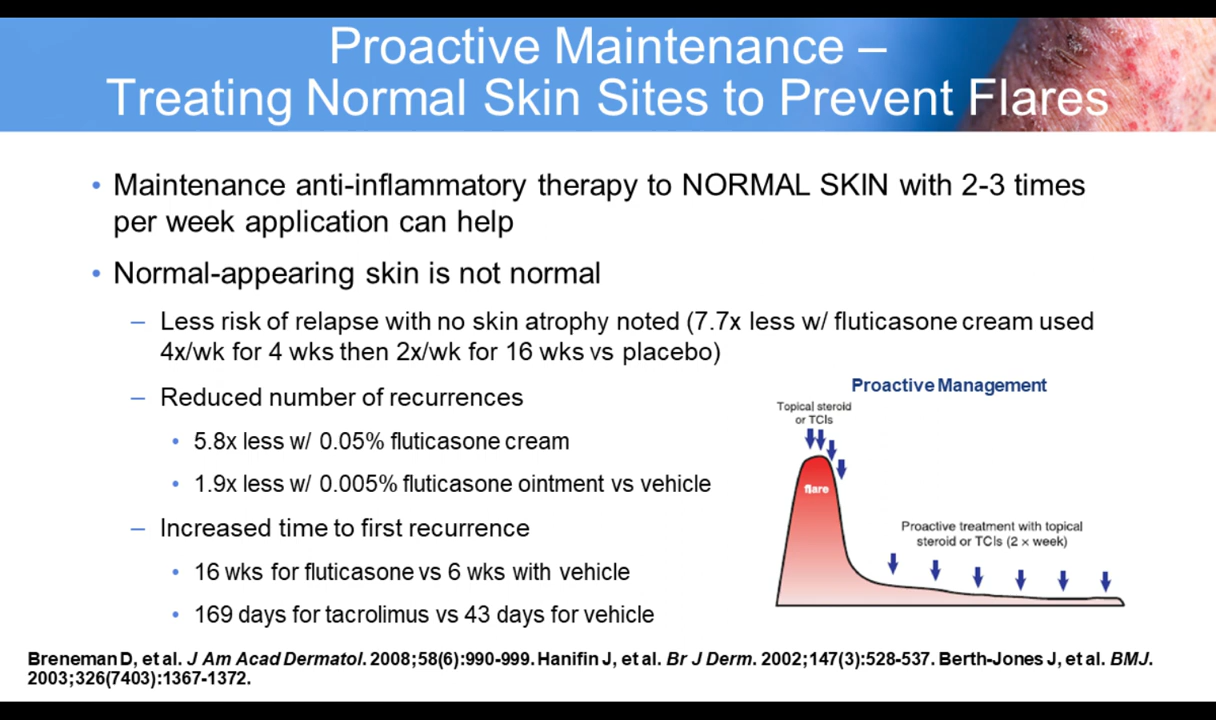 Proactive Maintenance –
Treating Normal Skin Sites to Prevent Flares
• Maintenance anti-inflammatory therapy to NORMAL SKIN with 2-3 times
per week application can help
• Normal-appearing skin is not normal
– Less risk of relapse with no skin atrophy noted (7.7x less w/ fluticasone cream used
4x/wk for 4 wks then 2x/wk for 16 wks vs placebo)
– Reduced number of recurrences
• 5.8x less w/ 0.05% fluticasone cream
• 1.9x less w/ 0.005% fluticasone ointment vs vehicle
– Increased time to first recurrence
• 16 wks for fluticasone vs 6 wks with vehicle
• 169 days for tacrolimus vs 43 days for vehicle
Proactive Management
Topical steroid
or TCIs
flare
Proactive treatment with topical
steroid or TCIs (2 × week)
Breneman D, et al. J Am Acad Dermatol. 2008;58(6):990-999. Hanifin J, et al. Br J Derm. 2002;147(3):528-537. Berth-Jones J, et al. BMJ.
2003;326(7403):1367-1372.